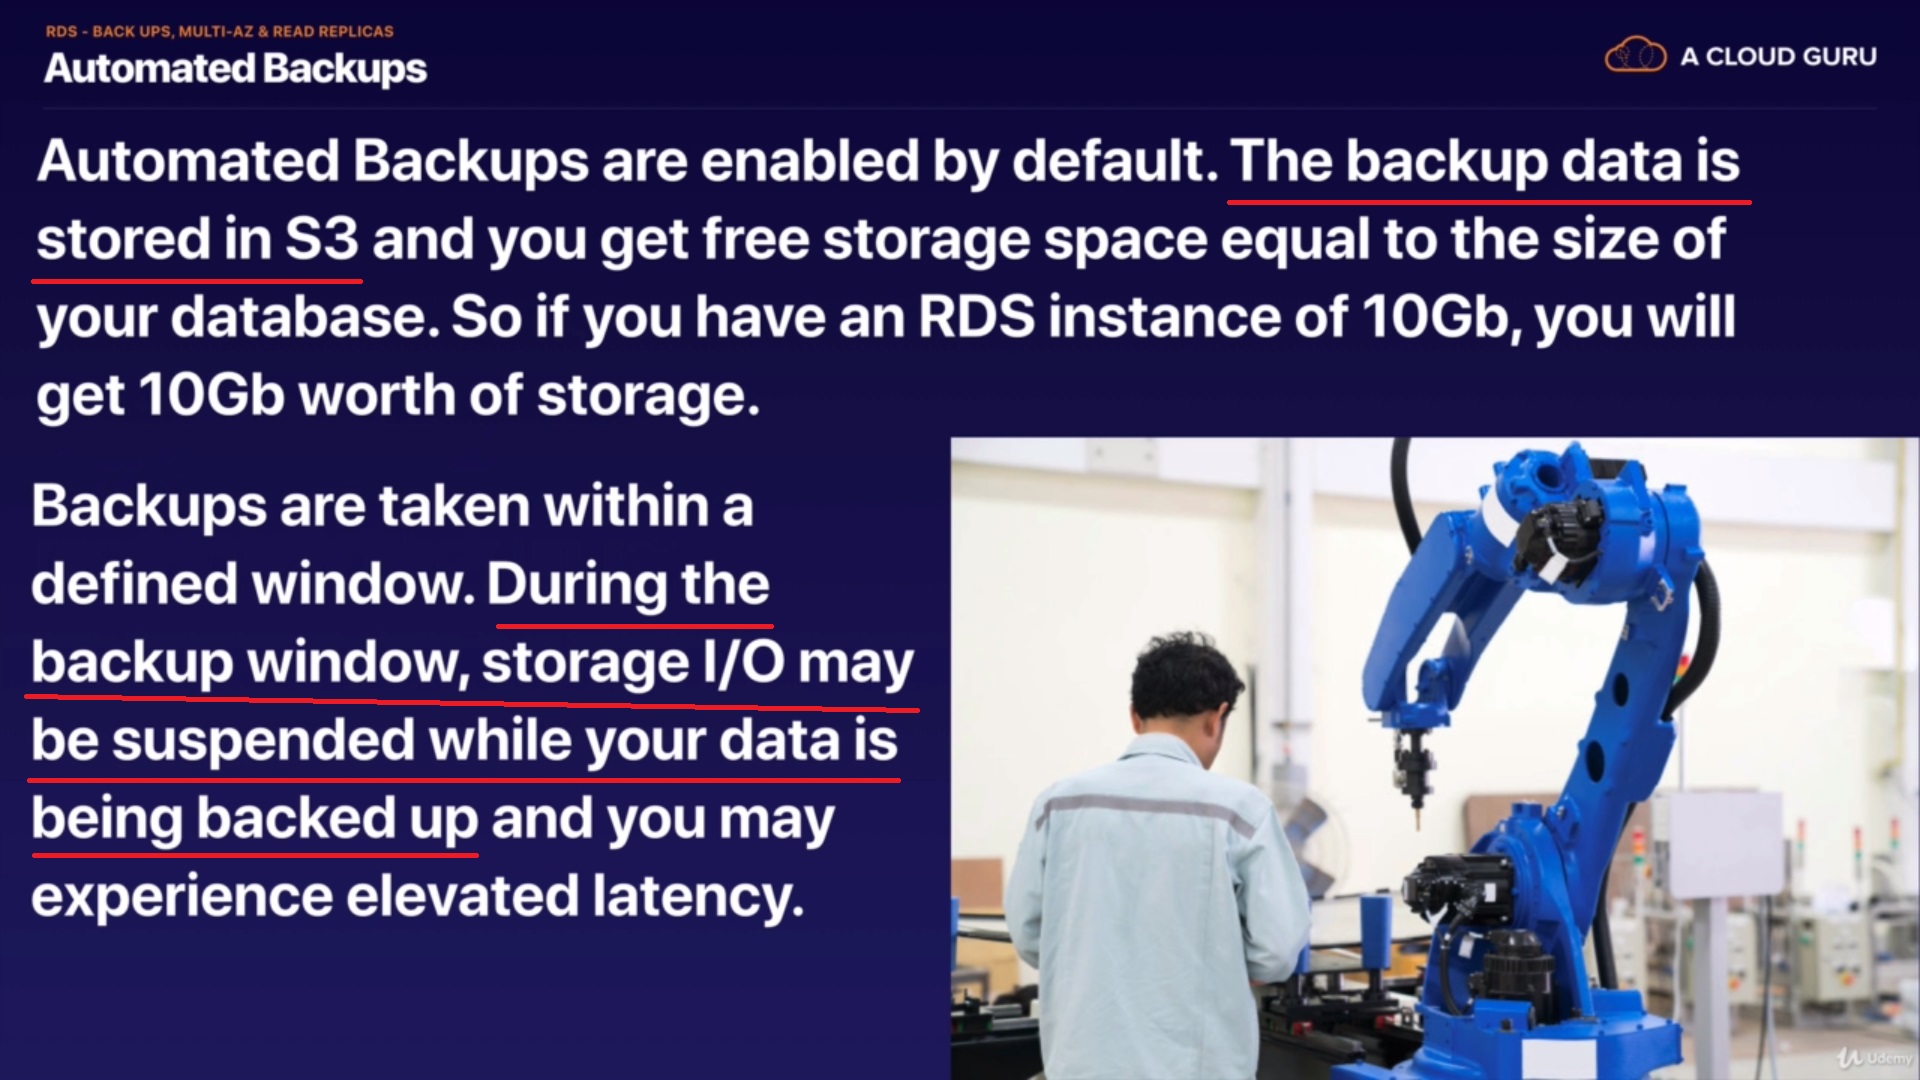 RDS - BACK UPS, MULTI-AZ & READ REPLICAS
Automated Backups
A CLOUD GURU
Automated Backups are enabled by default. The backup data is
stored in S3 and you get free storage space equal to the size of
your database. So if you have an RDS instance of 10Gb, you will
get 10Gb worth of storage.
Backups are taken within a
defined window. During the
backup window, storage I/O may
be suspended while your data is
being backed up and you may
experience elevated latency.
Udemy